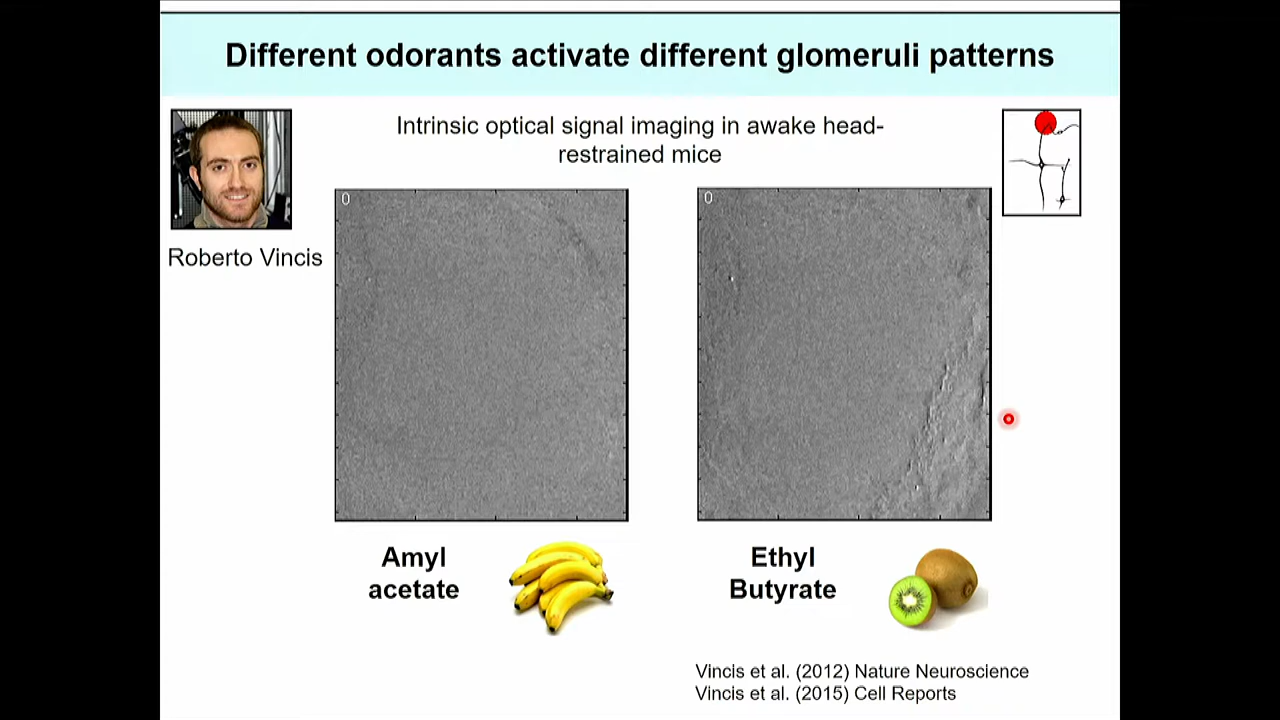 Different odorants activate different glomeruli patterns
Intrinsic optical signal imaging in awake head-
restrained mice
Roberto Vincis
0
0
Amyl
acetate
Ethyl
Butyrate
Vincis et al. (2012) Nature Neuroscience
Vincis et al. (2015) Cell Reports